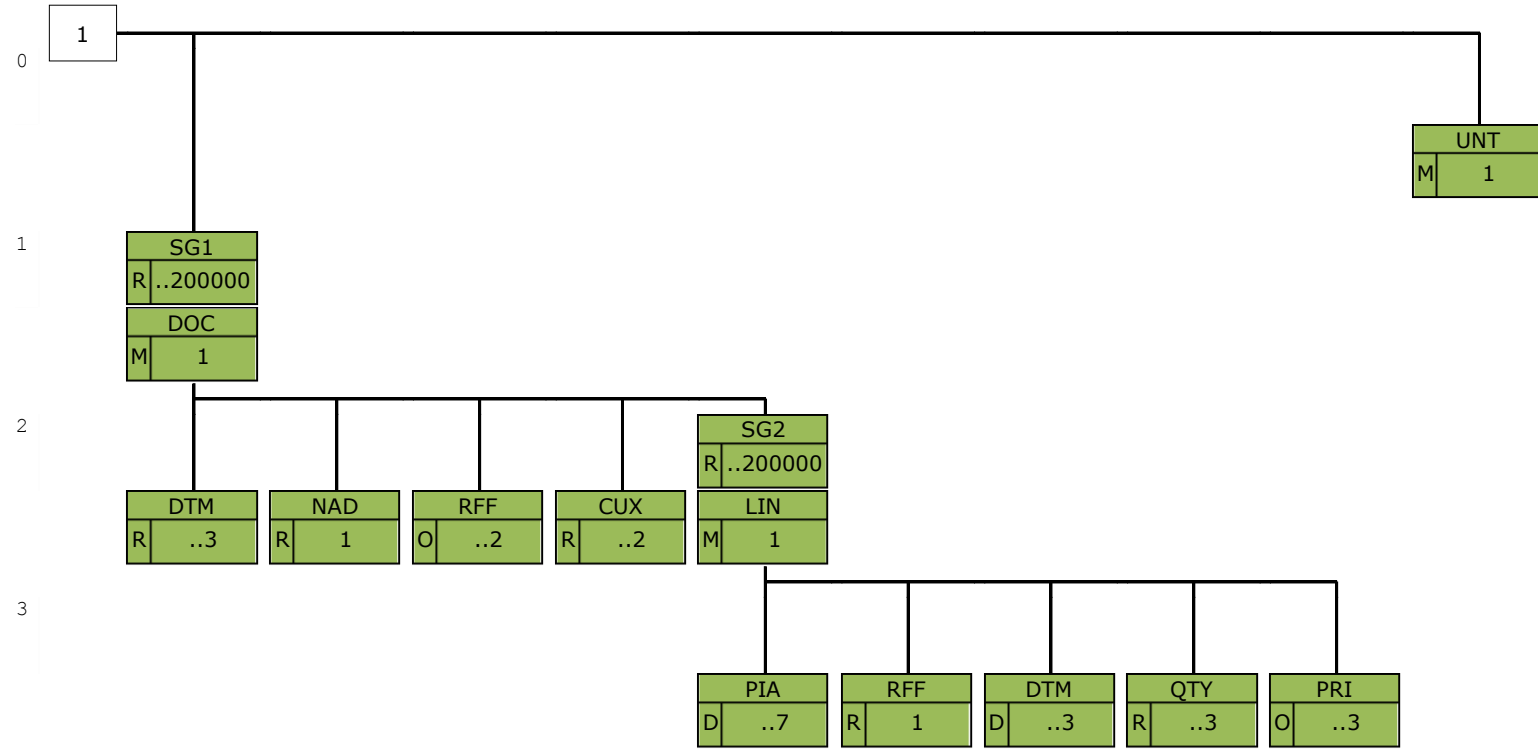 1
0
UNT
M 1
1
SG1
R ..200000
DOC
M 1
2
SG2
R ..200000
DTM NAD RFF CUX LIN
R ..3 R 1 O ..2 R ..2 M 1
3
PIA RFF DTM QTY PRI
D ..7 R 1 D ..3 R ..3 O ..3